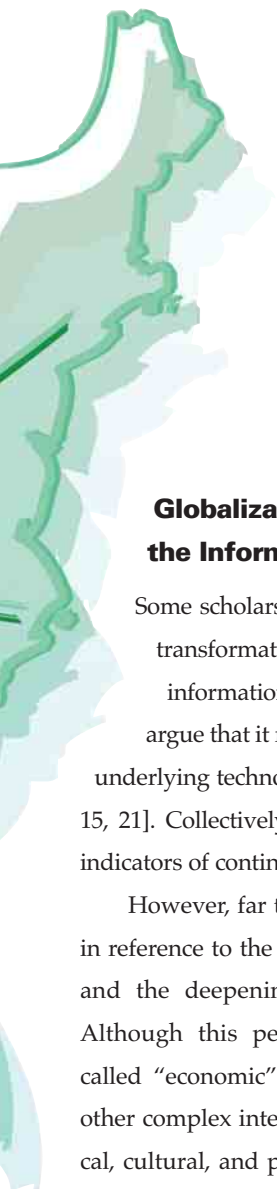 Globaliza
the Inform
Some scholars
transformat
information
argue that it r
underlying techno
15, 21]. Collectively
indicators of contin
However, far t
in reference to the
and the deepenin
Although this pe
called “economic”
other complex inte
cal, cultural, and p